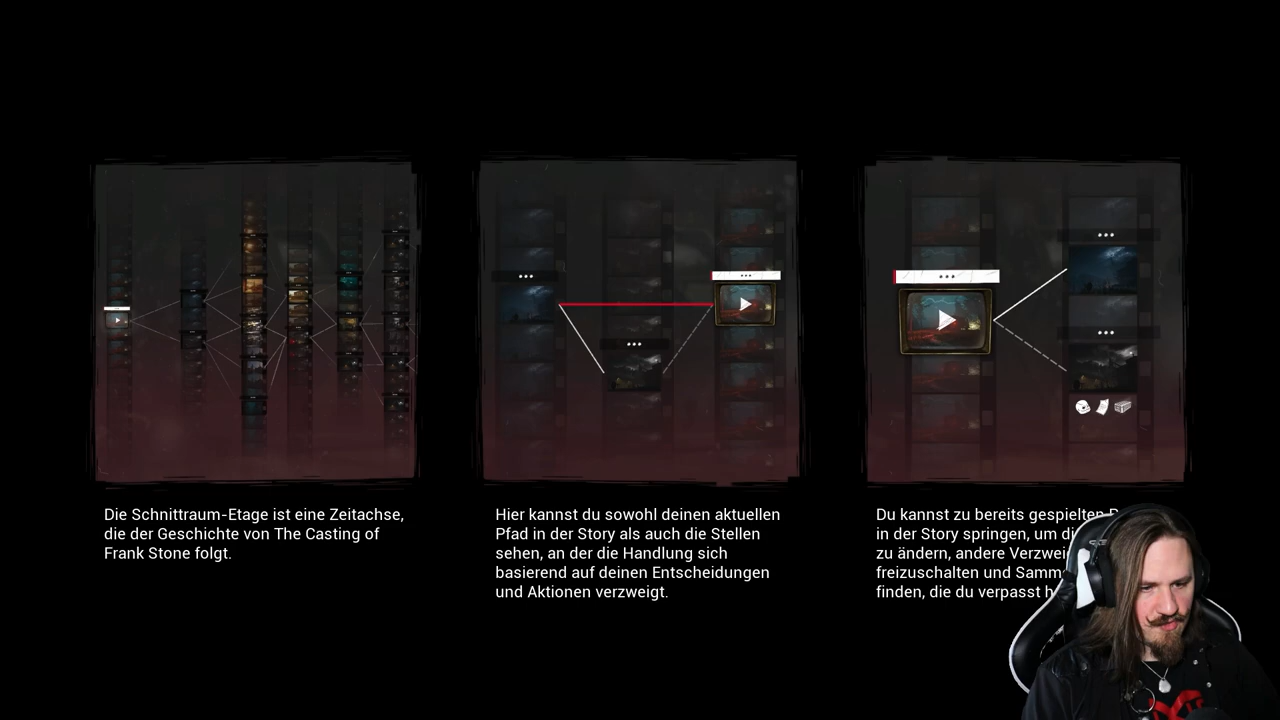 Die Schnittraum-Etage ist eine Zeitachse,
die der Geschichte von The Casting of
Frank Stone folgt.
Hier kannst du sowohl deinen aktuellen
Pfad in der Story als auch die Stellen
sehen, an der die Handlung sich
basierend auf deinen Entscheidungen
und Aktionen verzweigt.
Du kannst zu bereits gespielten
in der Story springen, um
zu ändern, andere
freizuschalten und
finden, die du verpasst